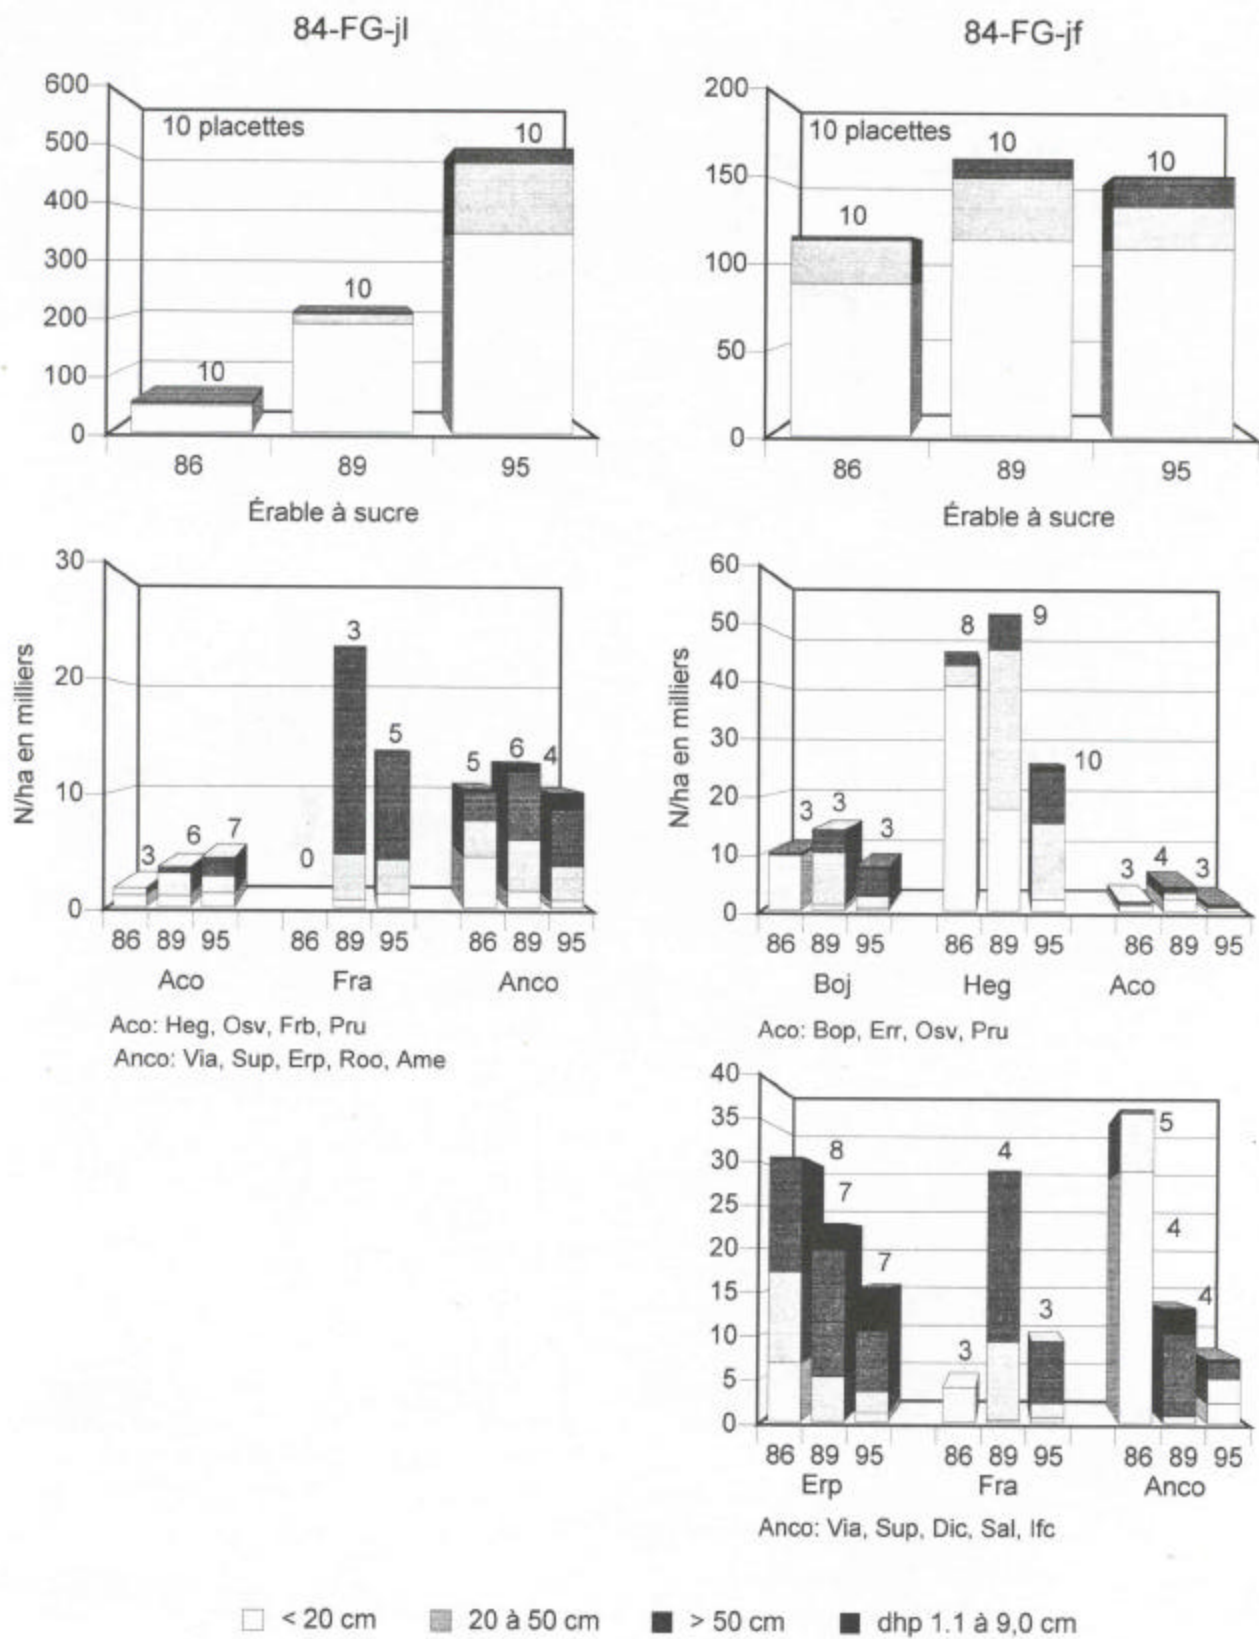 84-FG-jl
600
500
400
300
200
100
0
10 placettes
10
10
10
86 89 95
Érable à sucre
84-FG-jf
200
150
100
50
0
10 placettes
10
10
10
86 89 95
Érable à sucre
N/ha en milliers
30
20
10
0
3 6 7
0 3 5
5 6 4
86 89 95 86 89 95 86 89 95
Aco Fra Anco
Aco: Heg, Osv, Frb, Pru
Anco: Via, Sup, Erp, Roo, Ame
N/ha en milliers
60
50
40
30
20
10
0
3 3 3
8 9 10
3 4 3
86 89 95 86 89 95 86 89 95
Boj Heg Aco
Aco: Bop, Err, Osv, Pru
40
35
30
25
20
15
10
5
0
8 7 7
3 4 3
5 4 4
86 89 95 86 89 95 86 89 95
Erp Fra Anco
Anco: Via, Sup, Dic, Sal, Ifc
< 20 cm 20 à 50 cm > 50 cm dhp 1.1 à 9,0 cm